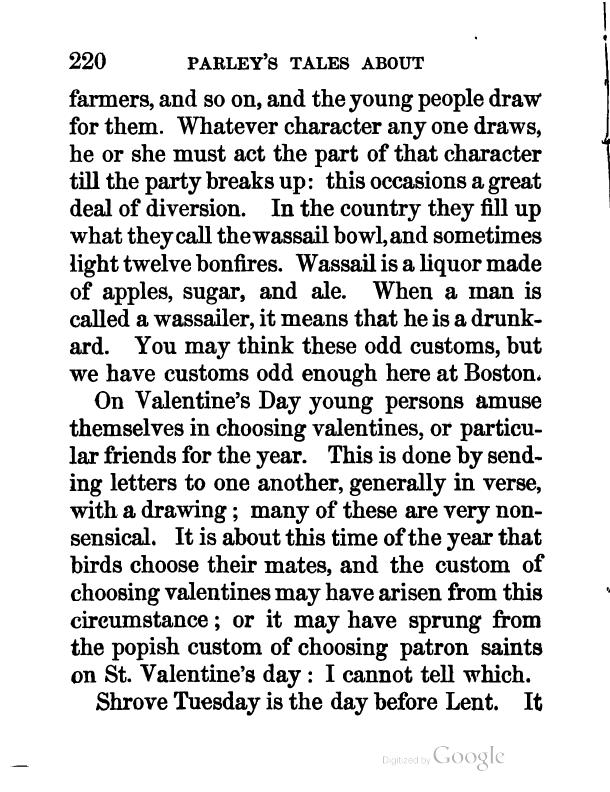 220 PARLEY'S TALES ABOUT
farmers, and so on, and the young people draw
for them. Whatever character any one draws,
he or she must act the part of that character
till the party breaks up: this occasions a great
deal of diversion. In the country they fill up
what they call the wassail bowl, and sometimes
light twelve bonfires. Wassail is a liquor made
of apples, sugar, and ale. When a man is
called a wassailer, it means that he is a drunk-
ard. You may think these odd customs, but
we have customs odd enough here at Boston.
On Valentine's Day young persons amuse
themselves in choosing valentines, or particu-
lar friends for the year. This is done by send-
ing letters to one another, generally in verse,
with a drawing; many of these are very non-
sensical. It is about this time of the year that
birds choose their mates, and the custom of
choosing valentines may have arisen from this
circumstance; or it may have sprung from
the popish custom of choosing patron saints
on St. Valentine's day: I cannot tell which.
Shrove Tuesday is the day before Lent. It
Digitized by Google